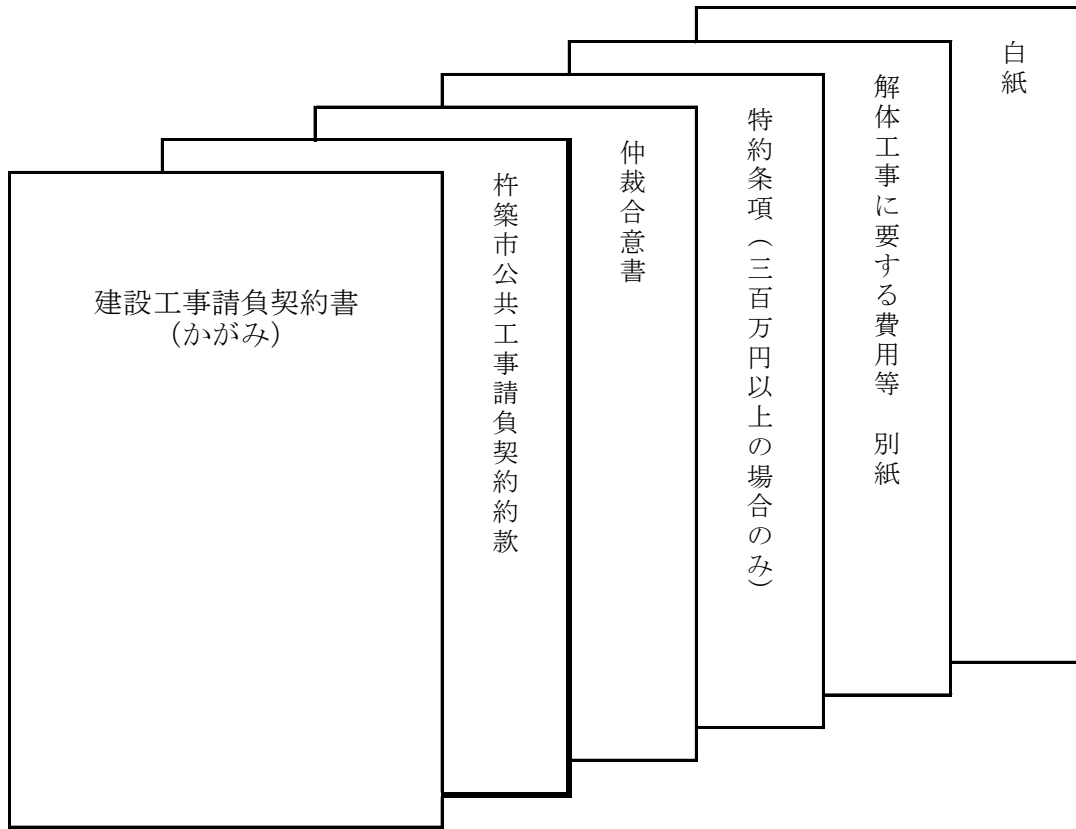 建設工事請負契約書
（かがみ）
杵築市公共工事請負契約約款
仲裁合意書
特約条項（三百万円以上の場合のみ）
解体工事に要する費用等　別紙
白紙